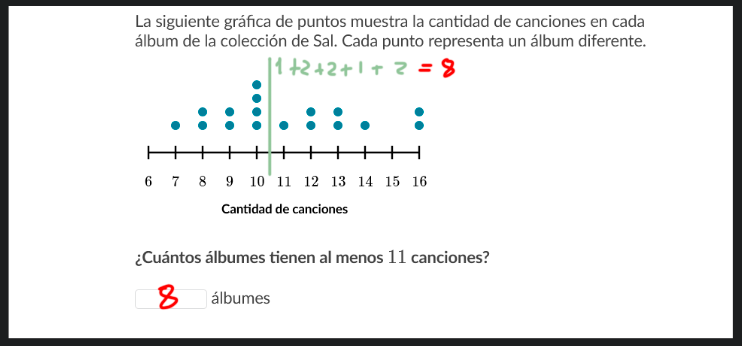 La siguiente gráfica de puntos muestra la cantidad de canciones en cada
álbum de la colección de Sal. Cada punto representa un álbum diferente.
1+2+2+1+2 = 8
6 7 8 9 10 11 12 13 14 15 16
Cantidad de canciones
¿Cuántos álbumes tienen al menos 11 canciones?
8 álbumes